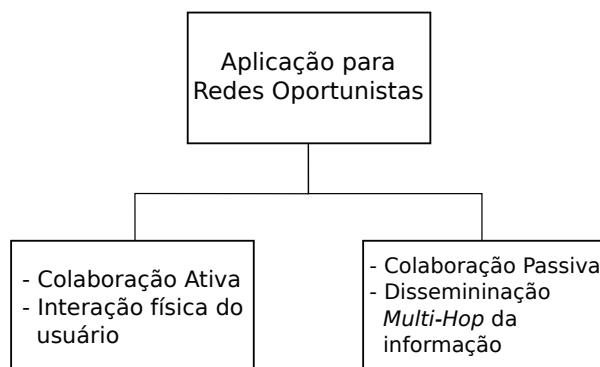 Aplicação para
Redes Oportunistas
- Colaboração Ativa
- Interação física do
usuário
- Colaboração Passiva
- Dissemininação
Multi-Hop da
informação